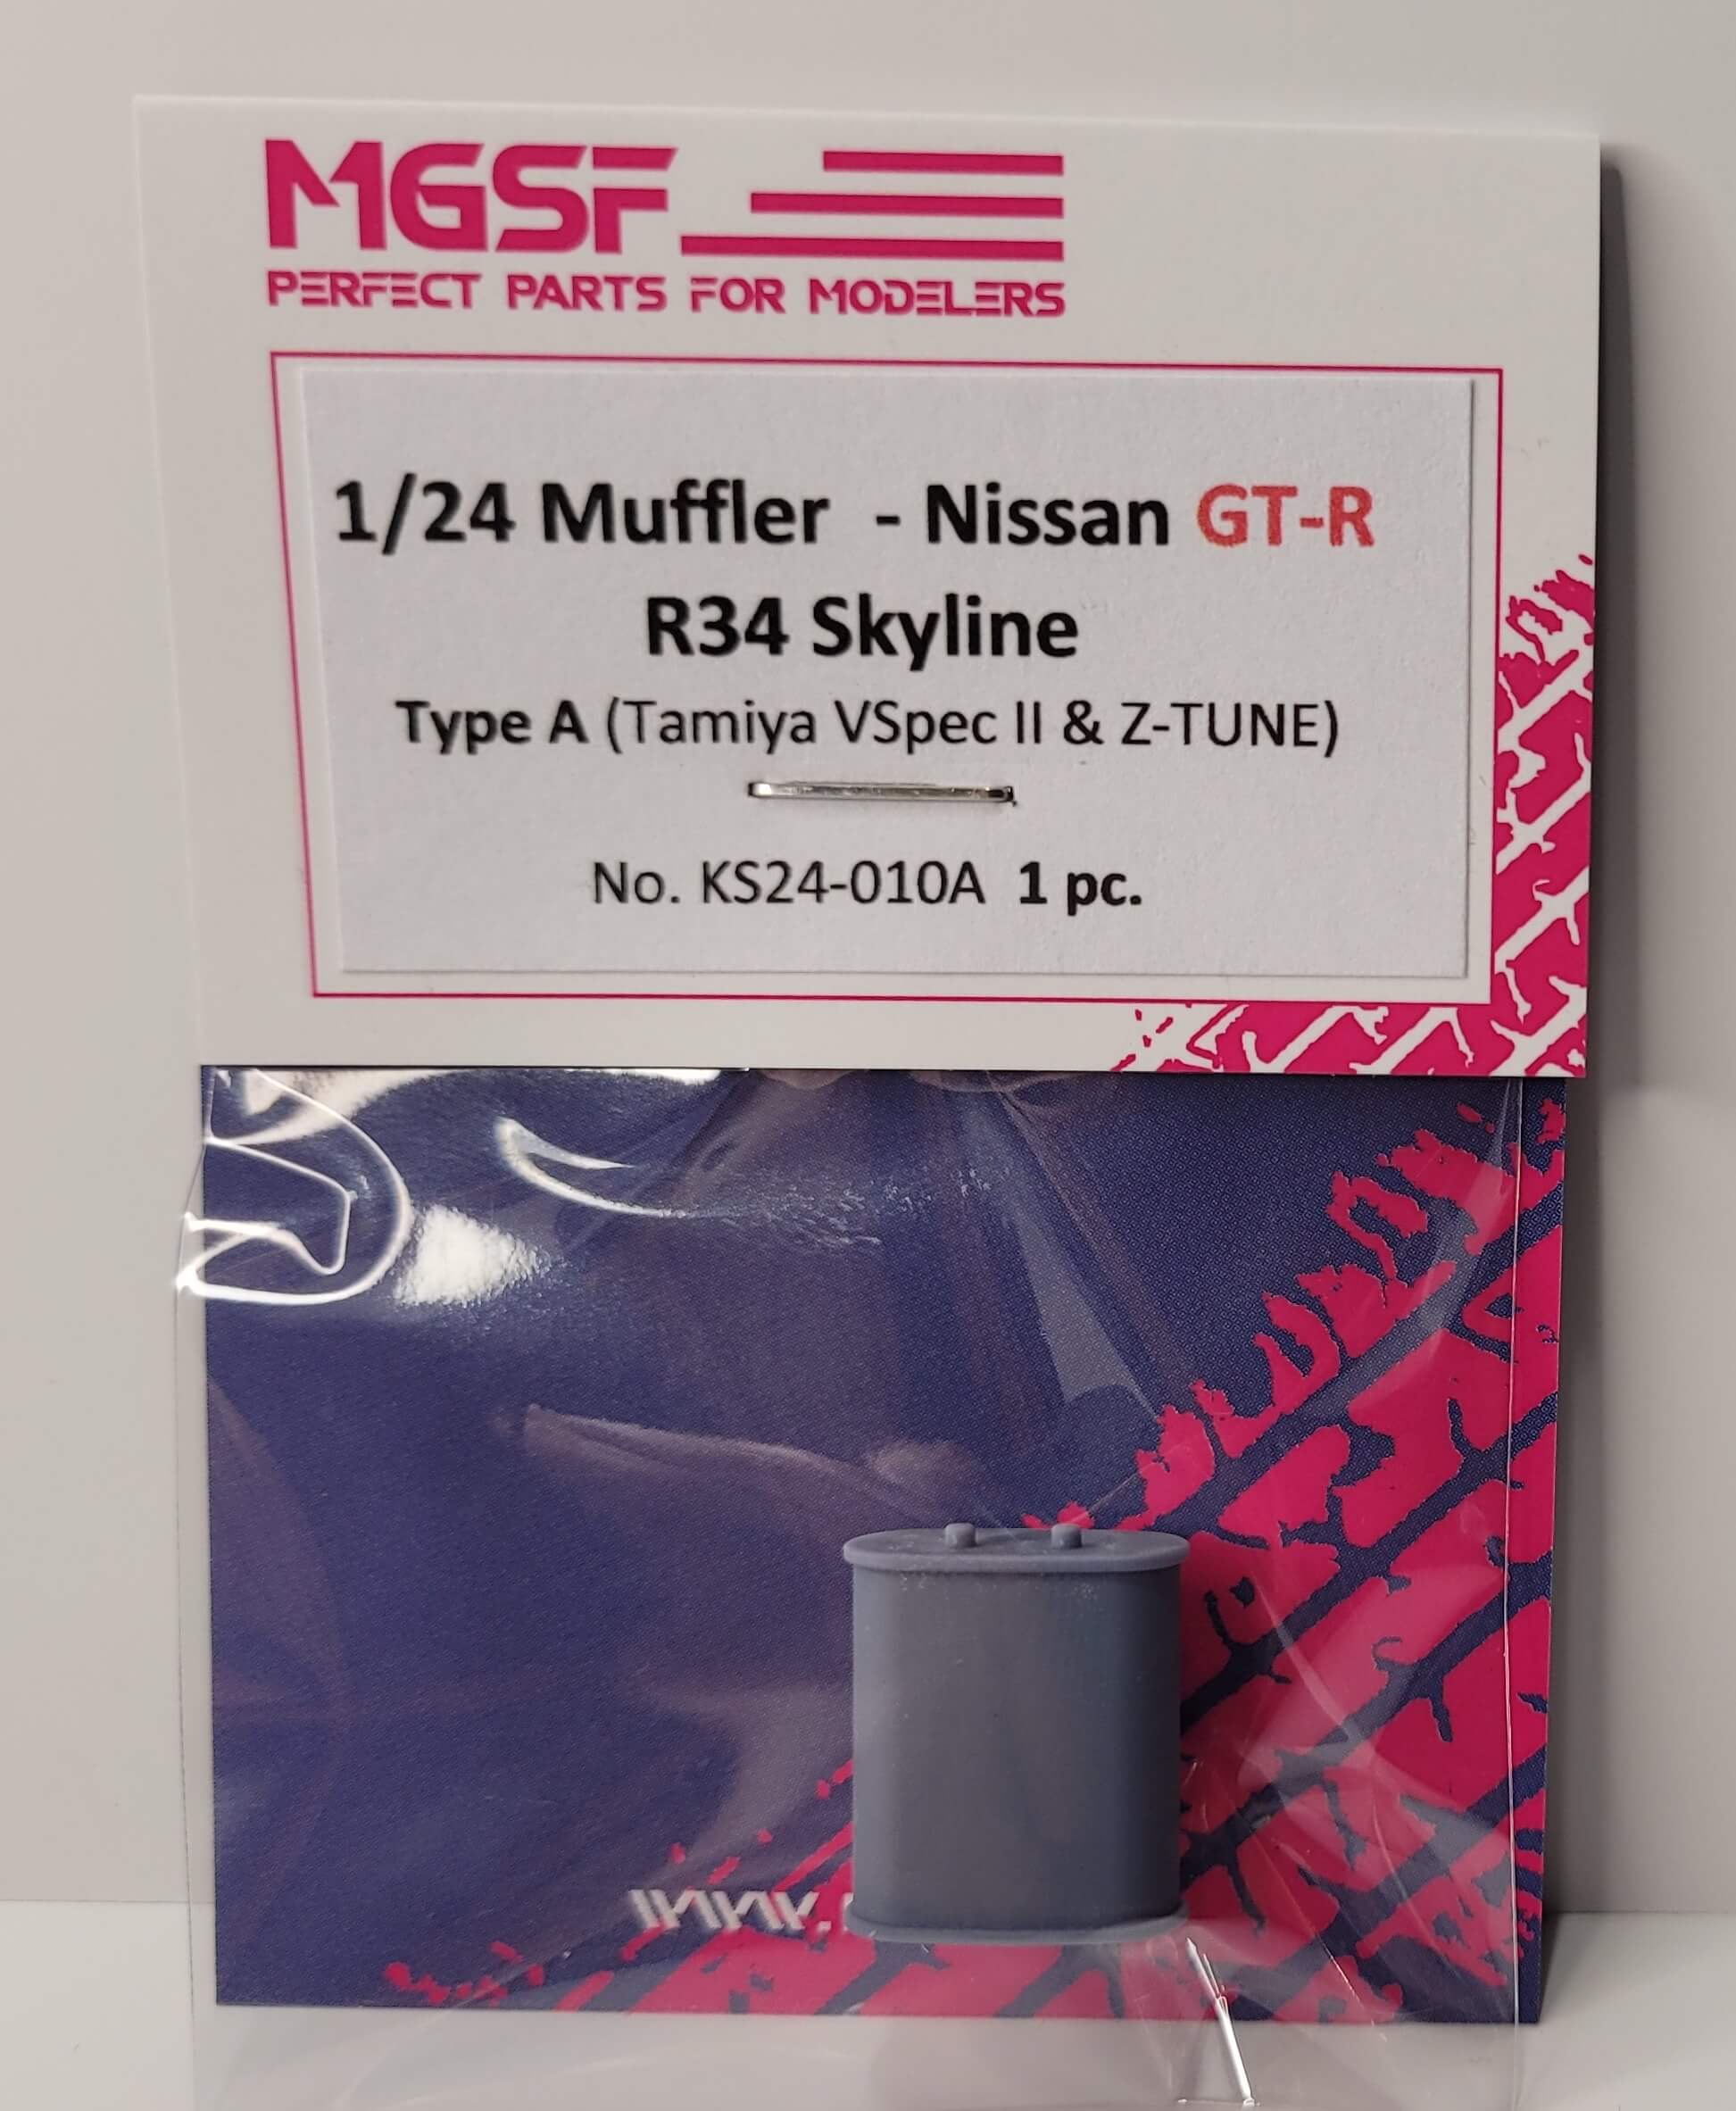 MGSF
PERFECT PARTS FOR MODELERS
1/24 Muffler - Nissan GT-R
R34 Skyline
Type A (Tamiya VSpec II & Z-TUNE)
No. KS24-010A 1 pc.
www.